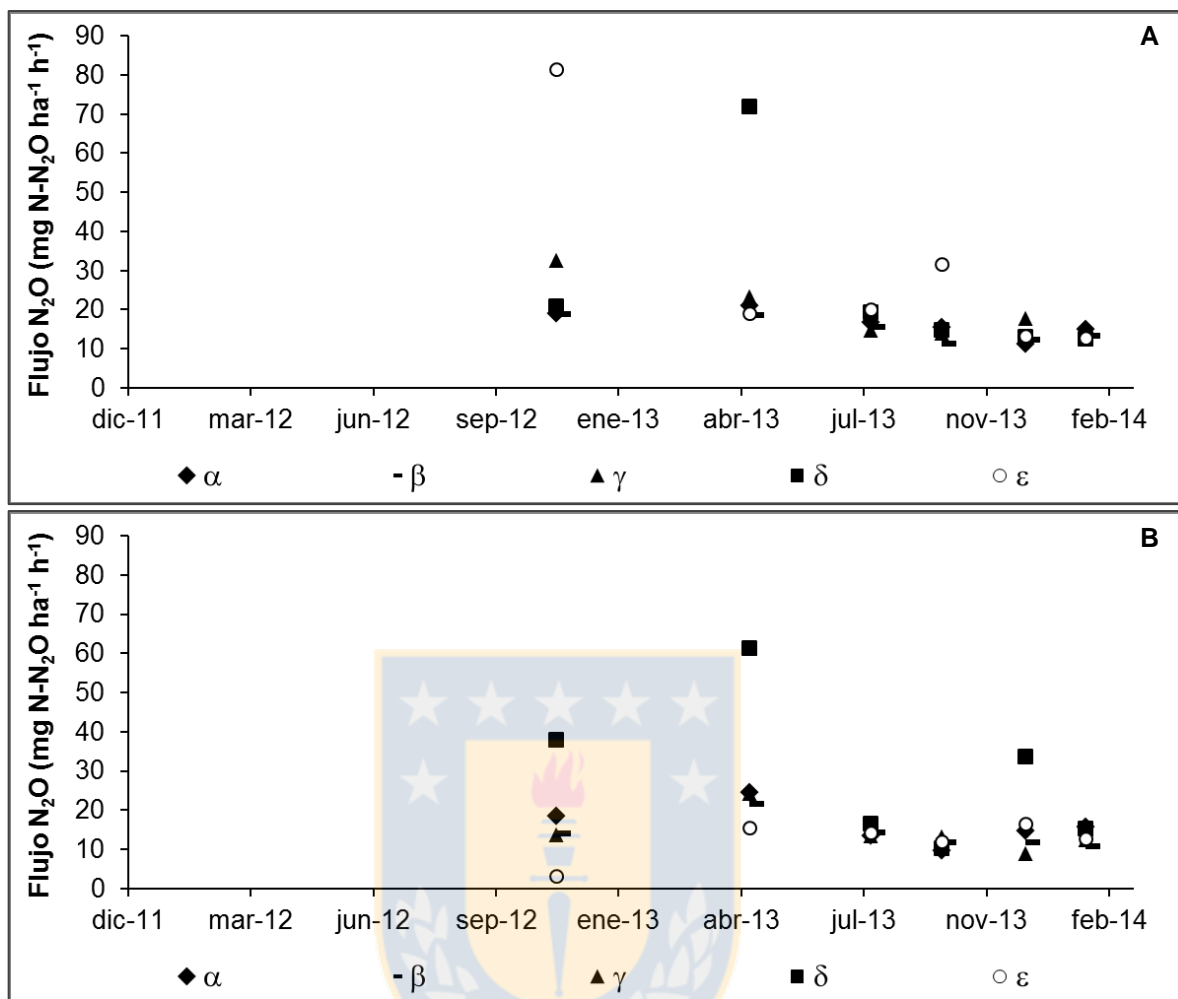 A
Flujo N₂O (mg N-N₂O ha⁻¹ h⁻¹)
90
80
70
60
50
40
30
20
10
0
dic-11 mar-12 jun-12 sep-12 ene-13 abr-13 jul-13 nov-13 feb-14
α β γ δ ε
B
Flujo N₂O (mg N-N₂O ha⁻¹ h⁻¹)
90
80
70
60
50
40
30
20
10
0
dic-11 mar-12 jun-12 sep-12 ene-13 abr-13 jul-13 nov-13 feb-14
α β γ δ ε